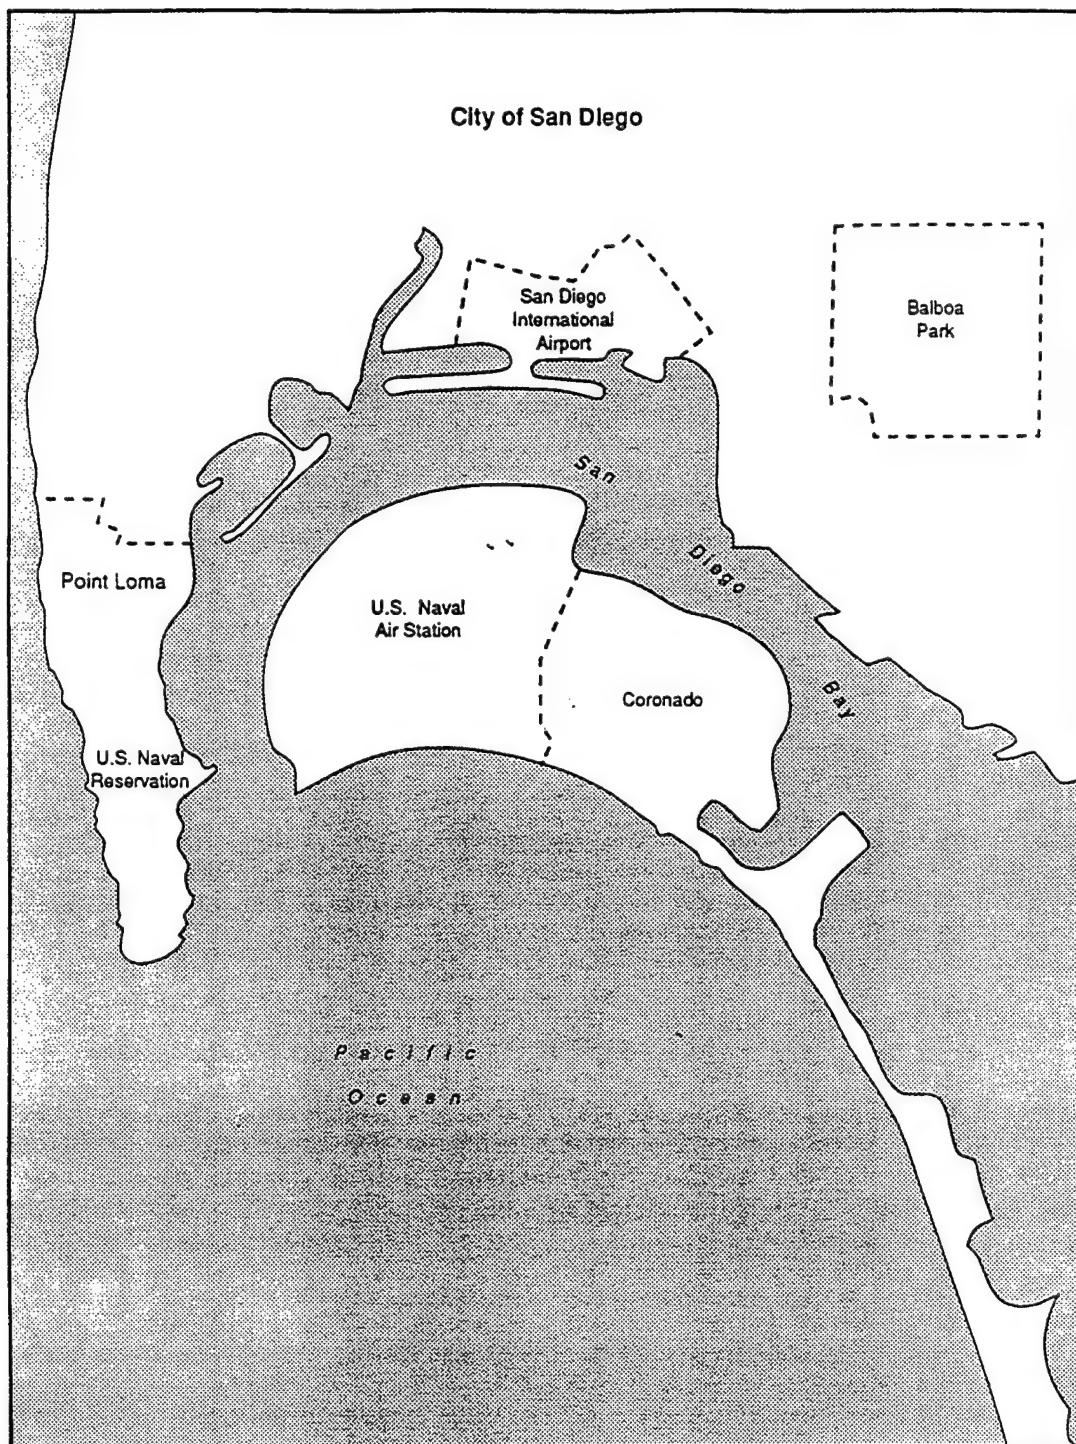 City of San Diego
San Diego
International
Airport
Balboa
Park
San
Diego
Bay
Point Loma
U.S. Naval
Air Station
Coronado
U.S. Naval
Reservation
Pacific
Ocean